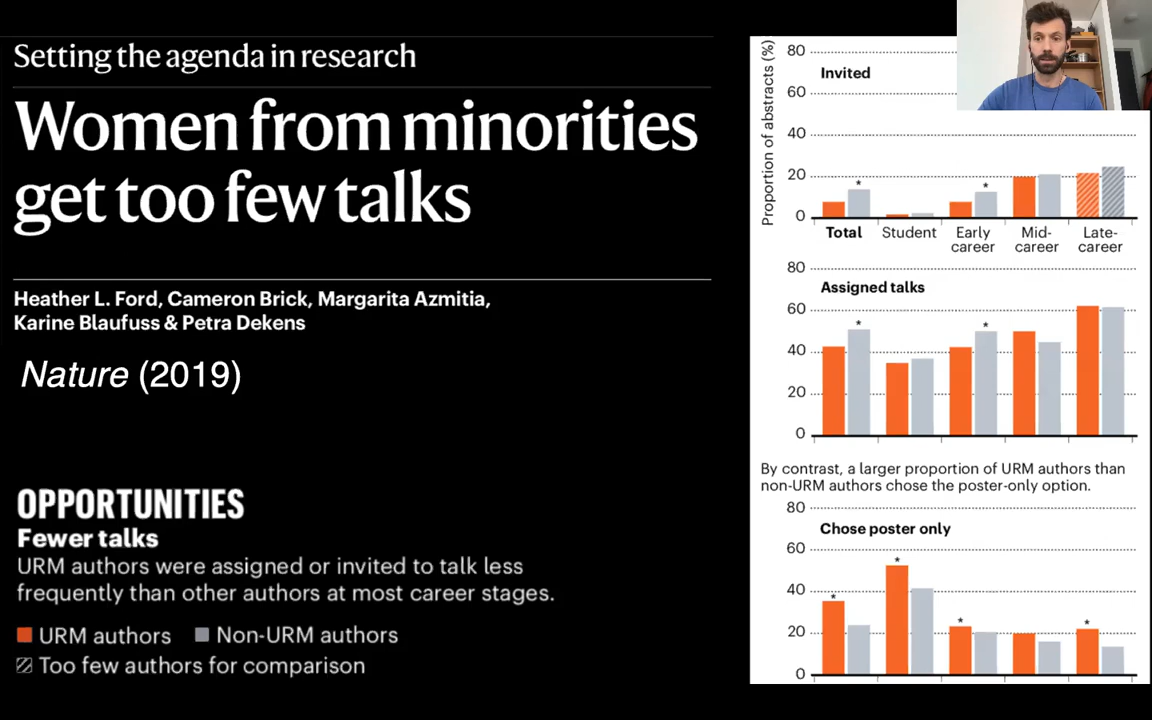 Setting the agenda in research
Women from minorities
get too few talks
Heather L. Ford, Cameron Brick, Margarita Azmitia,
Karine Blaufuss & Petra Dekens
Nature (2019)
OPPORTUNITIES
Fewer talks
URM authors were assigned or invited to talk less
frequently than other authors at most career stages.
URM authors Non-URM authors
Too few authors for comparison
Proportion of abstracts (%)
80
Invited
60
40
20
* *
0
Total Student Early Mid- Late-
career career career
80
Assigned talks
60
* *
40
20
0
By contrast, a larger proportion of URM authors than
non-URM authors chose the poster-only option.
80
Chose poster only
60
*
40
* * *
20
0